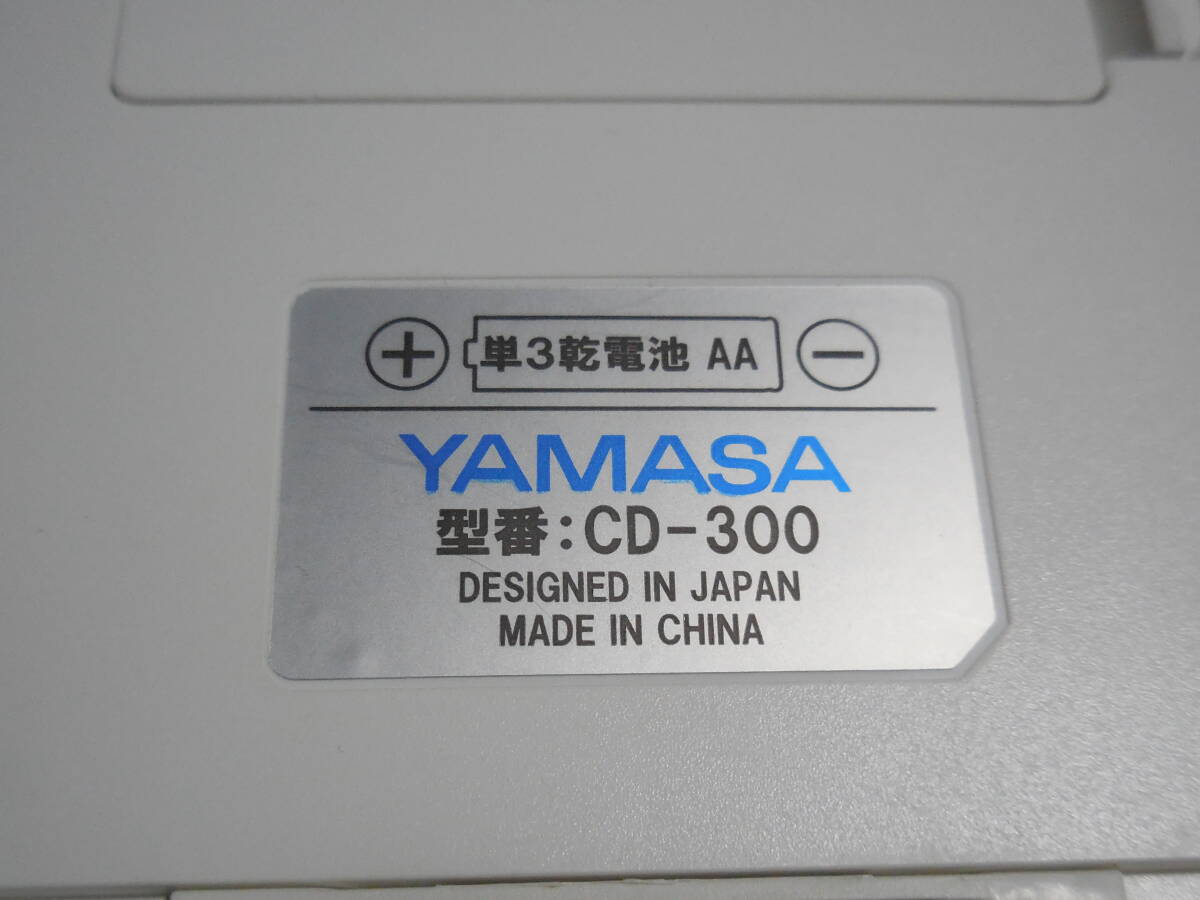 + 単3乾電池 AA −
YAMASA
型番：CD-300
DESIGNED IN JAPAN
MADE IN CHINA